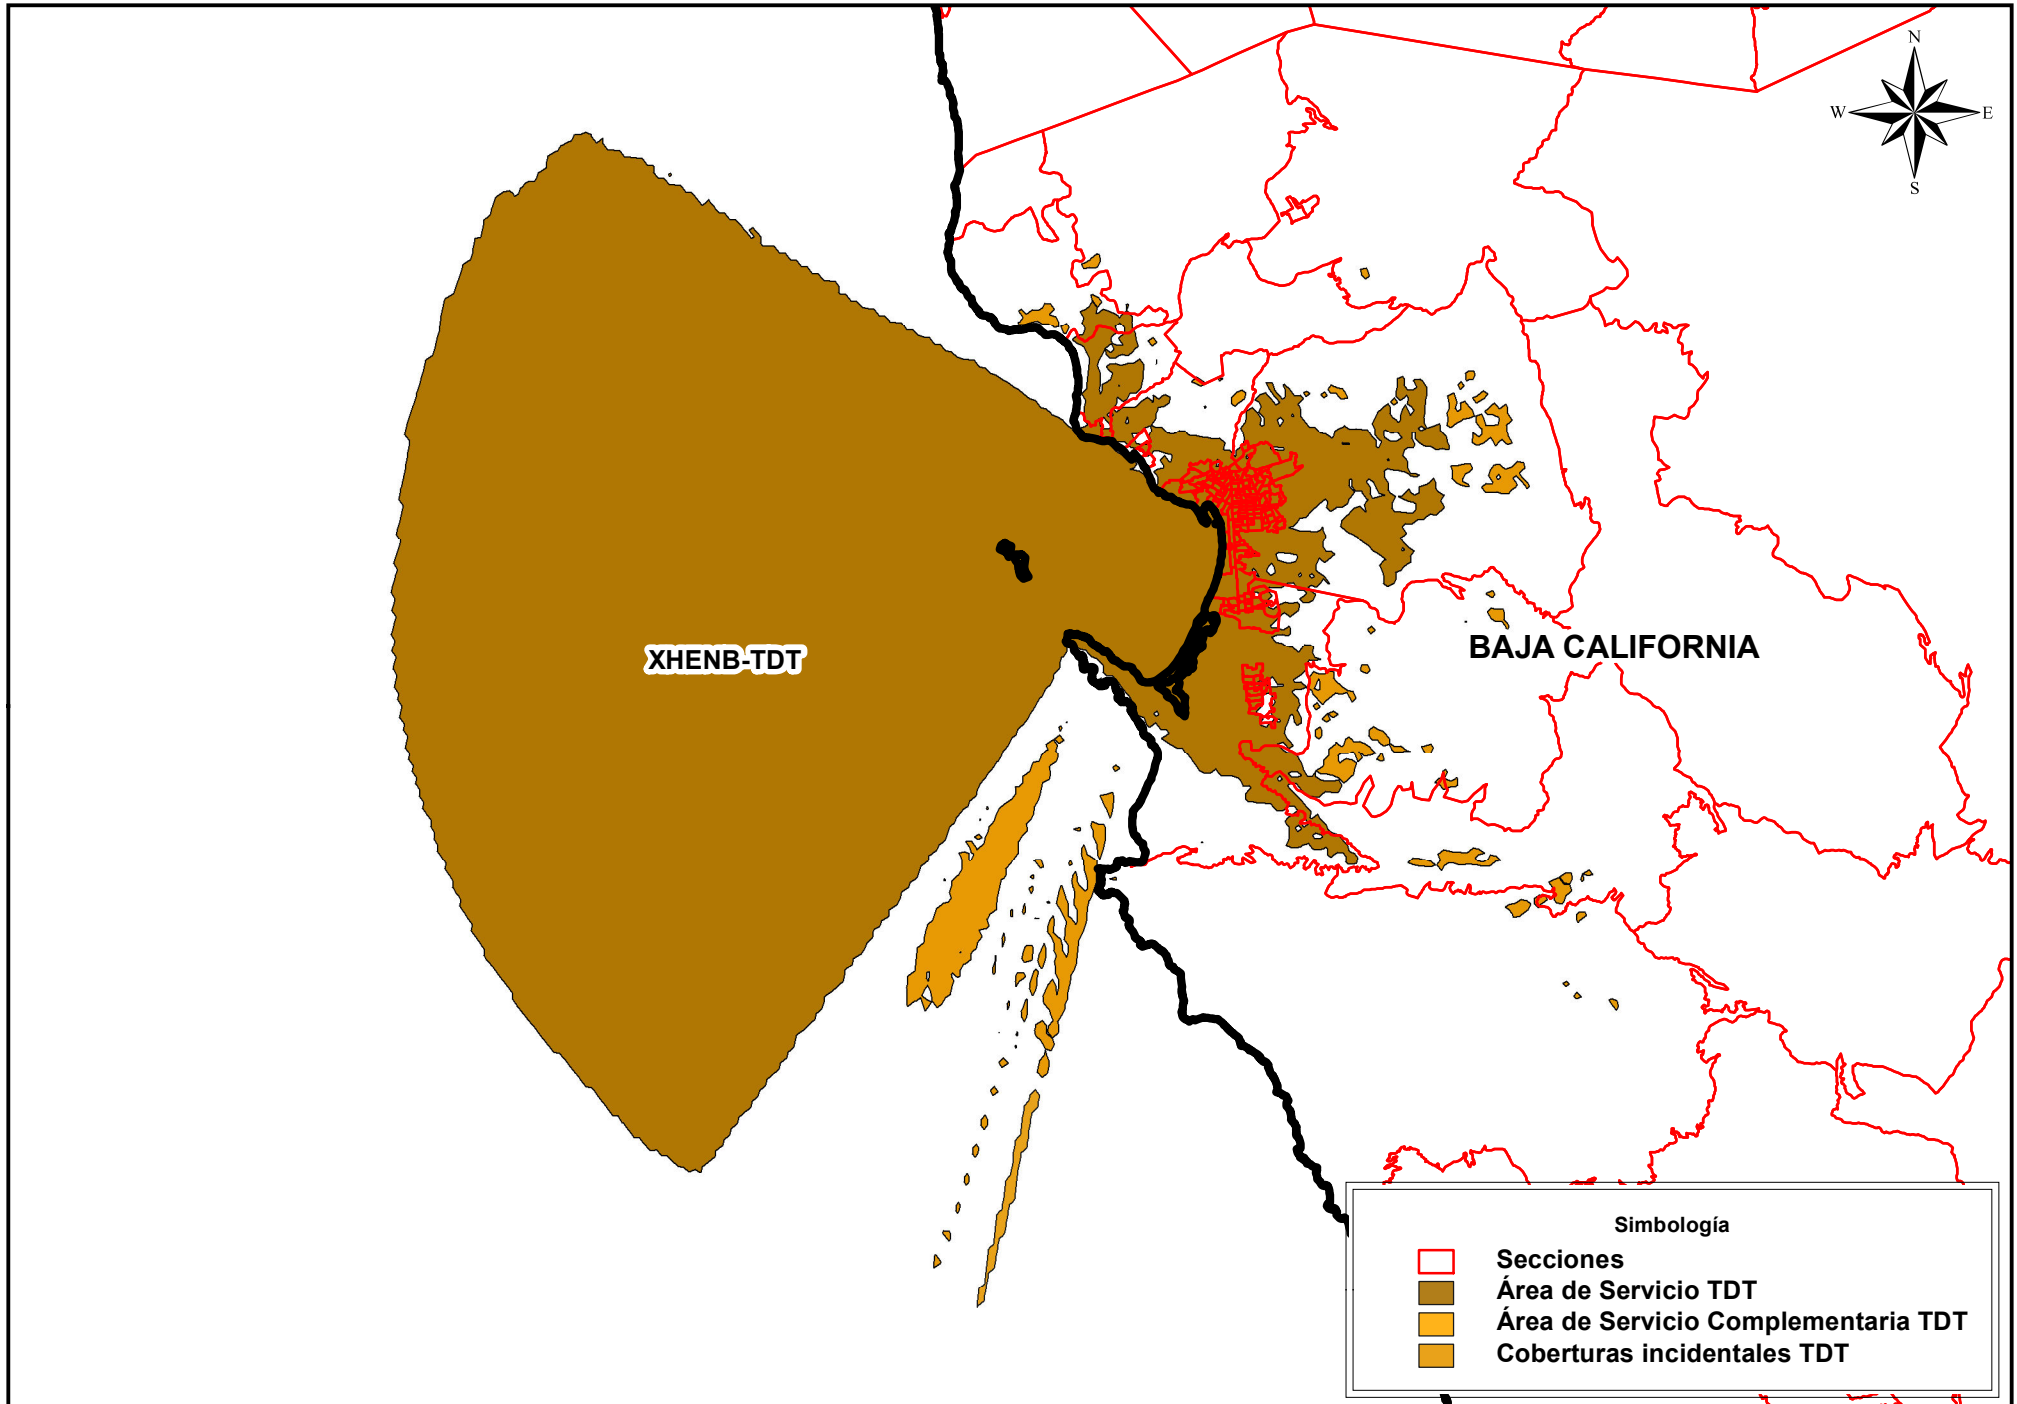 N
W E
S
XHENB-TDT
BAJA CALIFORNIA
Simbología
Secciones
Área de Servicio TDT
Área de Servicio Complementaria TDT
Coberturas incidentales TDT